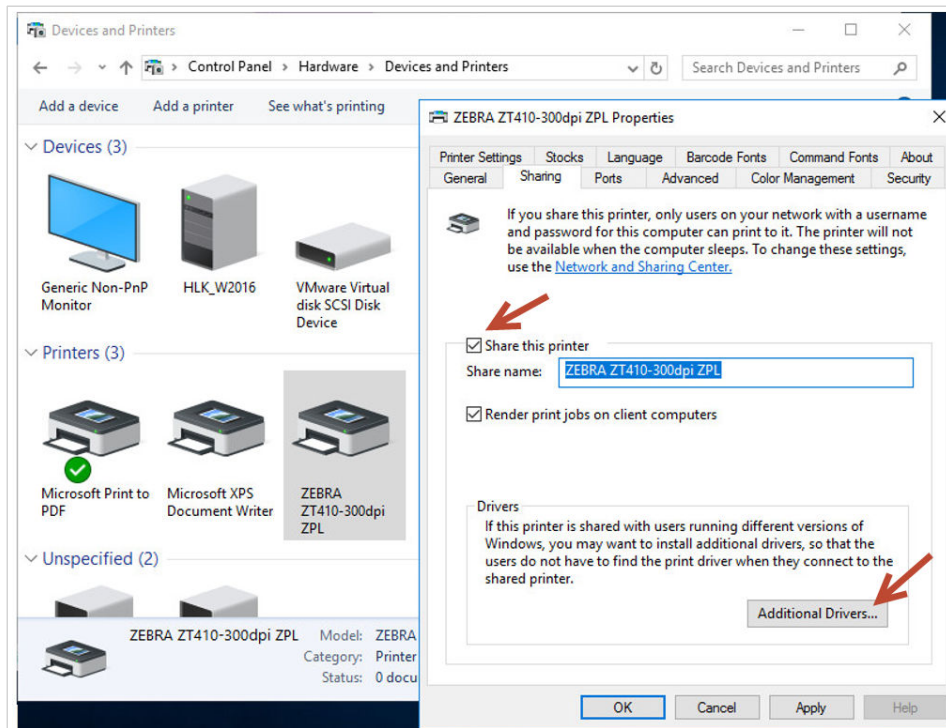 Devices and Printers
Control Panel > Hardware > Devices and Printers
Search Devices and Printers
Add a device Add a printer See what's printing
Devices (3)
Generic Non-PnP
Monitor
HLK_W2016
VMware Virtual
disk SCSI Disk
Device
Printers (3)
Microsoft Print to
PDF
Microsoft XPS
Document Writer
ZEBRA
ZT410-300dpi
ZPL
Unspecified (2)
ZEBRA ZT410-300dpi ZPL Model: ZEBRA
Category: Printer
Status: 0 docu
ZEBRA ZT410-300dpi ZPL Properties
Printer Settings Stocks Language Barcode Fonts Command Fonts About
General Sharing Ports Advanced Color Management Security
If you share this printer, only users on your network with a username
and password for this computer can print to it. The printer will not
be available when the computer sleeps. To change these settings,
use the Network and Sharing Center.
Share this printer
Share name: ZEBRA ZT410-300dpi ZPL
Render print jobs on client computers
Drivers
If this printer is shared with users running different versions of
Windows, you may want to install additional drivers, so that the
users do not have to find the print driver when they connect to the
shared printer.
Additional Drivers...
OK Cancel Apply Help